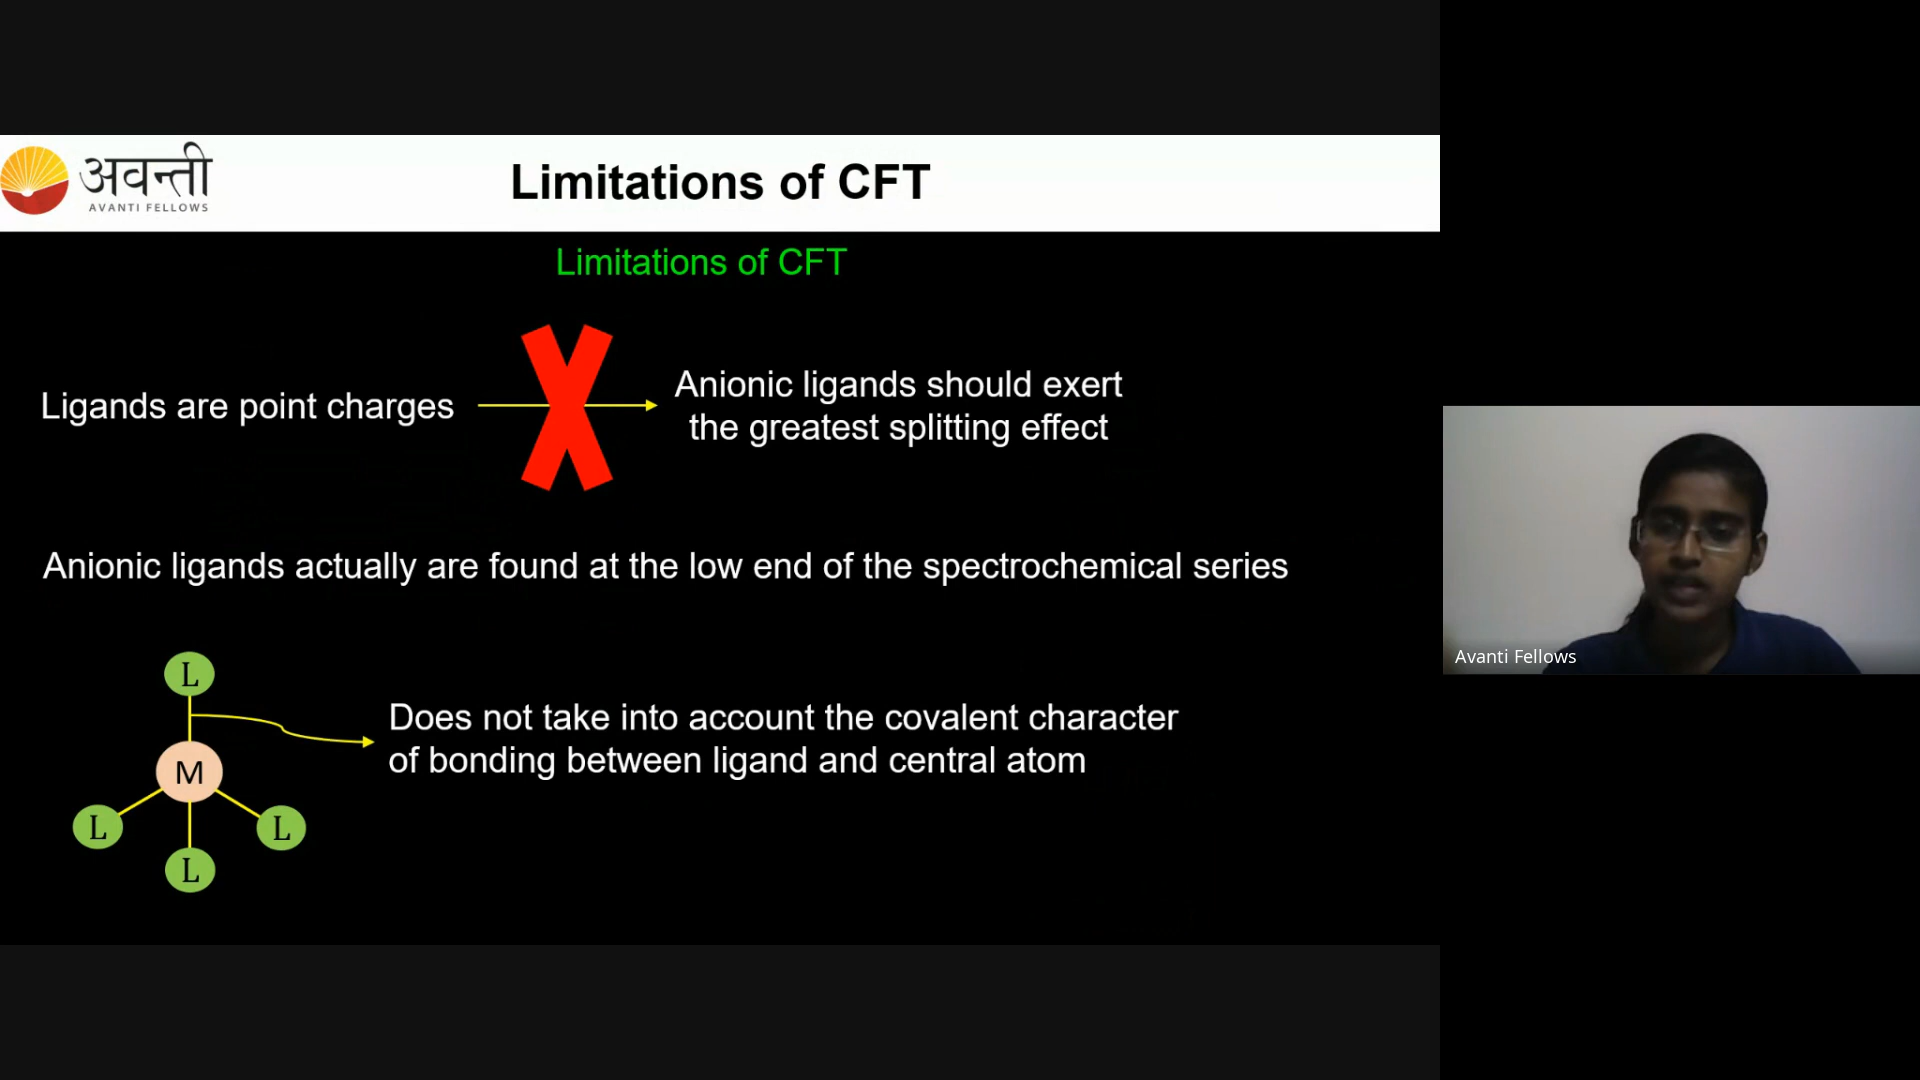 अवन्ती
AVANTI FELLOWS
Limitations of CFT
Limitations of CFT
Ligands are point charges
X
Anionic ligands should exert
the greatest splitting effect
Anionic ligands actually are found at the low end of the spectrochemical series
L
M
L
L
L
Does not take into account the covalent character
of bonding between ligand and central atom
Avanti Fellows